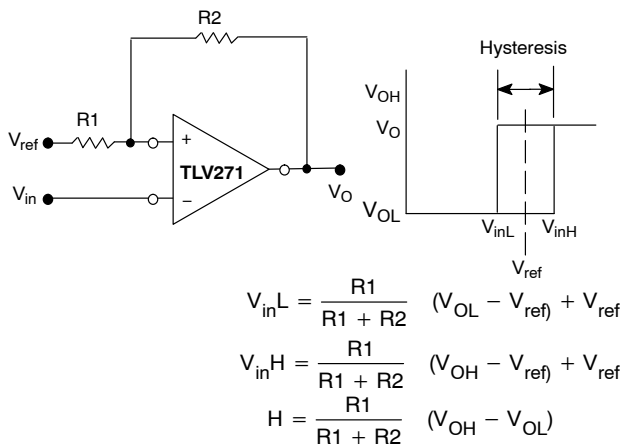 R2
R1
V_ref
V_in
+
−
TLV271
V_O
Hysteresis
V_OH
V_O
V_OL
V_inL
V_inH
V_ref
V_inL = R1 / (R1 + R2) (V_OL − V_ref) + V_ref
V_inH = R1 / (R1 + R2) (V_OH − V_ref) + V_ref
H = R1 / (R1 + R2) (V_OH − V_OL)